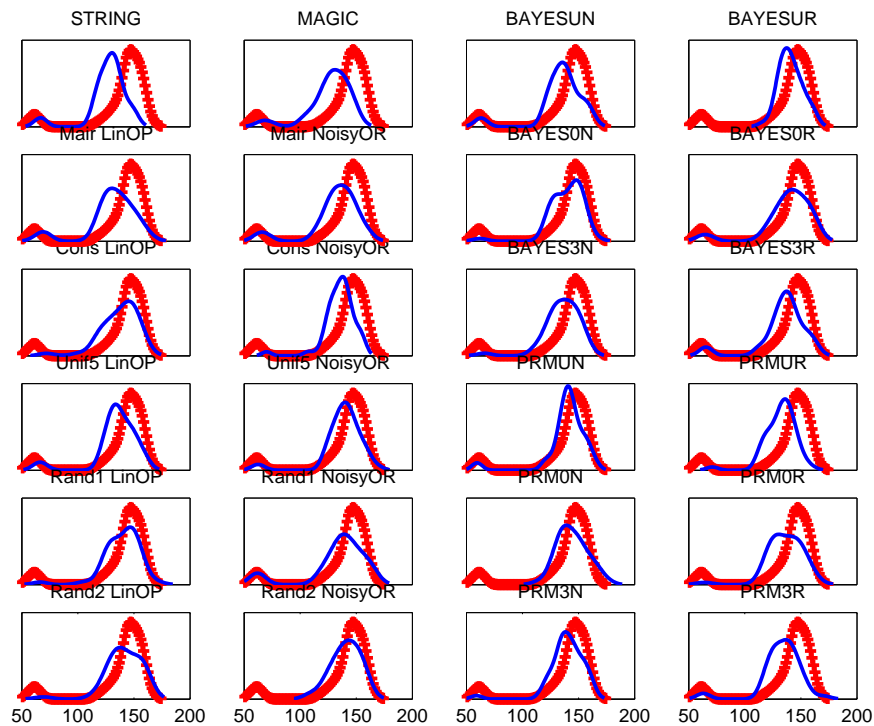 STRING MAGIC BAYESUN BAYESUR
Mair LinOP Mair NoisyOR BAYES0N BAYES0R
Cons LinOP Cons NoisyOR BAYES3N BAYES3R
Unif5 LinOP Unif5 NoisyOR PRMUN PRMUR
Rand1 LinOP Rand1 NoisyOR PRM0N PRM0R
Rand2 LinOP Rand2 NoisyOR PRM3N PRM3R
50 100 150 200 50 100 150 200 50 100 150 200 50 100 150 200